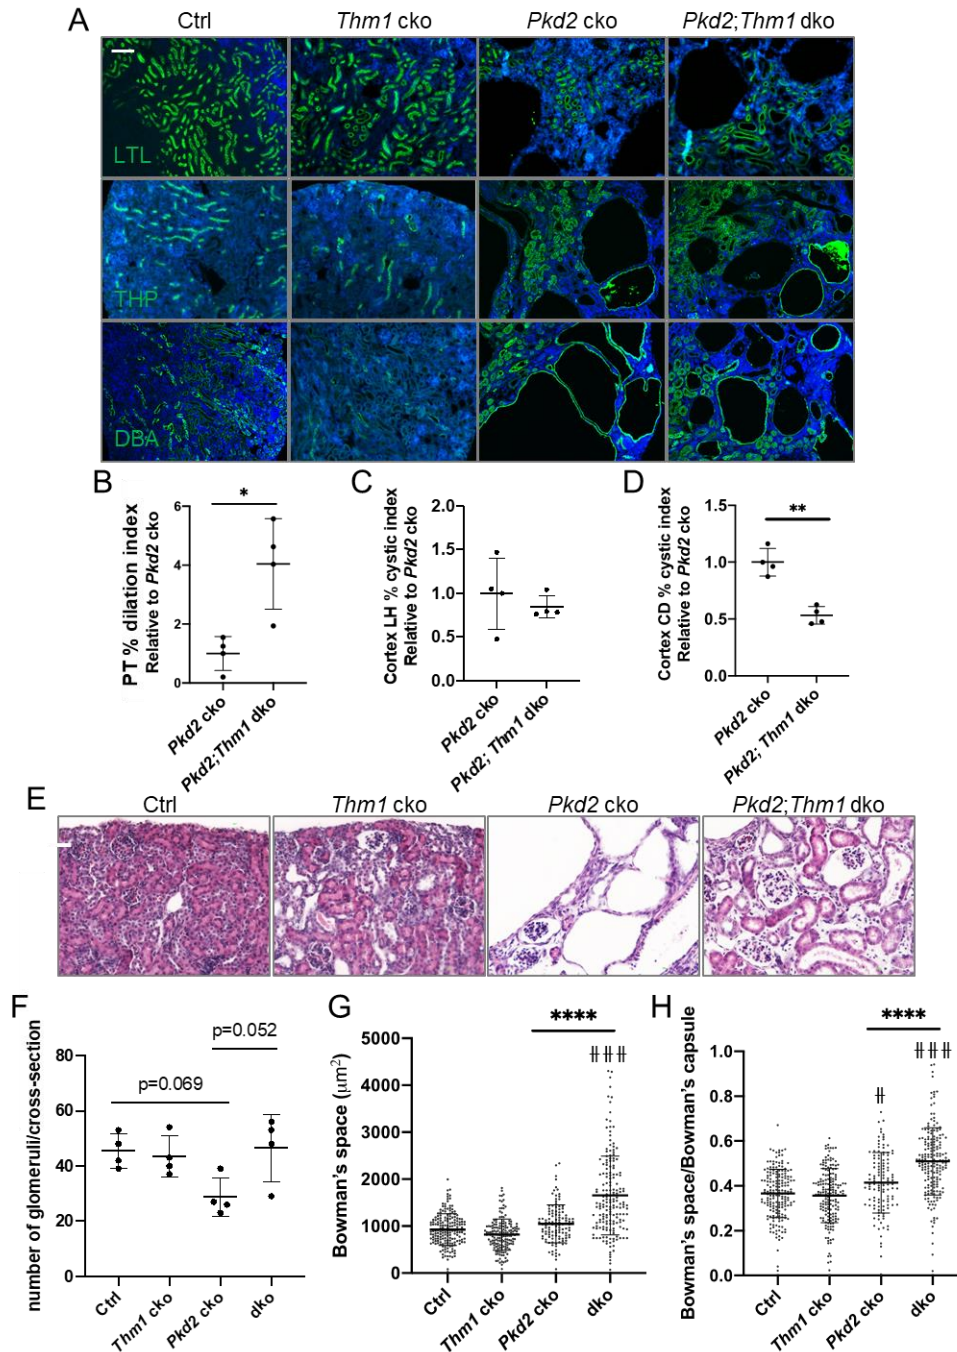 A
Ctrl
Thm1 cko
Pkd2 cko
Pkd2;Thm1 dko
LTL
THP
DBA
B
PT % dilation index
Relative to Pkd2 cko
6
4
2
0
*
Pkd2 cko
Pkd2;Thm1 dko
C
Cortex LH % cystic index
Relative to Pkd2 cko
2.0
1.5
1.0
0.5
0.0
Pkd2 cko
Pkd2; Thm1 dko
D
Cortex CD % cystic index
Relative to Pkd2 cko
1.5
1.0
0.5
0.0
**
Pkd2 cko
Pkd2; Thm1 dko
E
Ctrl
Thm1 cko
Pkd2 cko
Pkd2;Thm1 dko
F
number of glomeruli/cross-section
80
60
40
20
0
p=0.069
p=0.052
Ctrl
Thm1 cko
Pkd2 cko
dko
G
Bowman's space (μm²)
5000
4000
3000
2000
1000
0
****
⧺⧺⧺
Ctrl
Thm1 cko
Pkd2 cko
dko
H
Bowman's space/Bowman's capsule
1.0
0.8
0.6
0.4
0.2
0.0
****
⧺
⧺⧺⧺
Ctrl
Thm1 cko
Pkd2 cko
dko